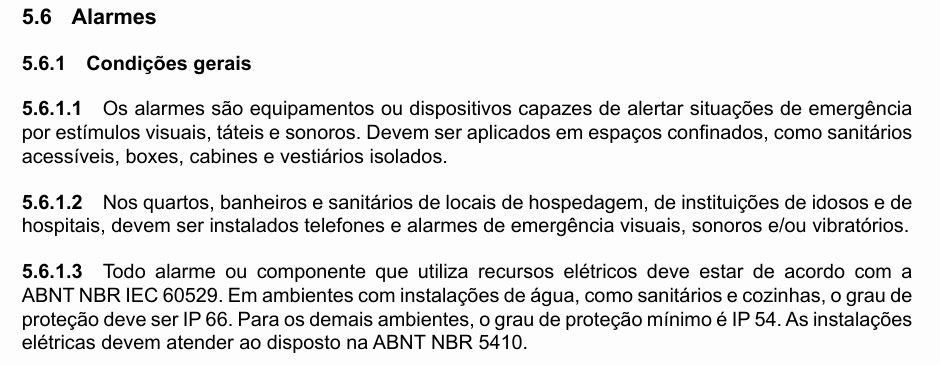 5.6 Alarmes
5.6.1 Condições gerais
5.6.1.1 Os alarmes são equipamentos ou dispositivos capazes de alertar situações de emergência
por estímulos visuais, táteis e sonoros. Devem ser aplicados em espaços confinados, como sanitários
acessíveis, boxes, cabines e vestiários isolados.
5.6.1.2 Nos quartos, banheiros e sanitários de locais de hospedagem, de instituições de idosos e de
hospitais, devem ser instalados telefones e alarmes de emergência visuais, sonoros e/ou vibratórios.
5.6.1.3 Todo alarme ou componente que utiliza recursos elétricos deve estar de acordo com a
ABNT NBR IEC 60529. Em ambientes com instalações de água, como sanitários e cozinhas, o grau de
proteção deve ser IP 66. Para os demais ambientes, o grau de proteção mínimo é IP 54. As instalações
elétricas devem atender ao disposto na ABNT NBR 5410.